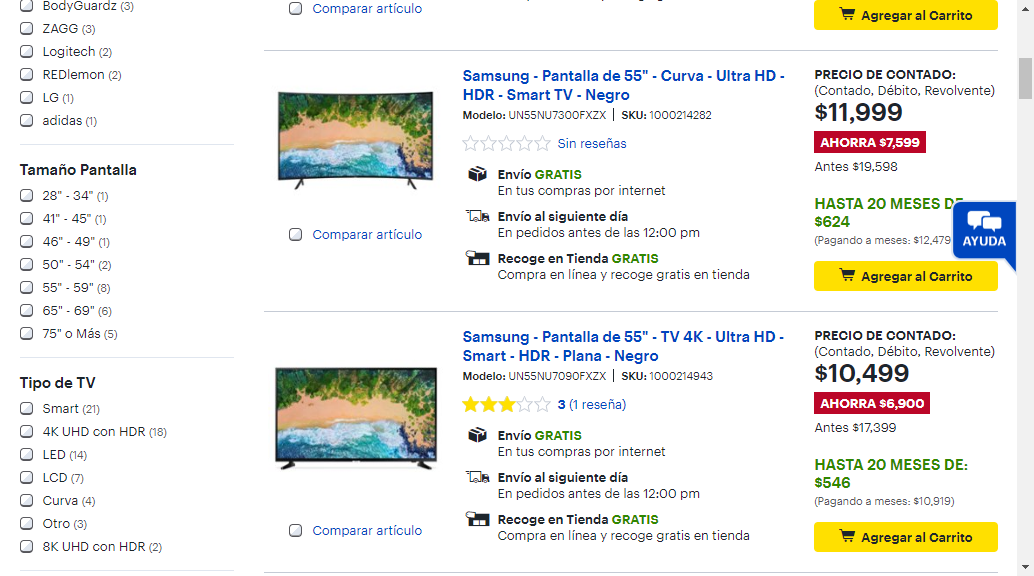 BodyGuardz (3)
ZAGG (3)
Logitech (2)
REDlemon (2)
LG (1)
adidas (1)
Tamaño Pantalla
28" - 34" (1)
41" - 45" (1)
46" - 49" (1)
50" - 54" (2)
55" - 59" (8)
65" - 69" (6)
75" o Más (5)
Tipo de TV
Smart (21)
4K UHD con HDR (18)
LED (14)
LCD (7)
Curva (4)
Otro (3)
8K UHD con HDR (2)
Comparar artículo
Agregar al Carrito
Samsung - Pantalla de 55" - Curva - Ultra HD -
HDR - Smart TV - Negro
Modelo: UN55NU7300FXZX | SKU: 1000214282
Sin reseñas
Envío GRATIS
En tus compras por internet
Envío al siguiente día
En pedidos antes de las 12:00 pm
Recoge en Tienda GRATIS
Compra en línea y recoge gratis en tienda
Comparar artículo
PRECIO DE CONTADO:
(Contado, Débito, Revolvente)
$11,999
AHORRA $7,599
Antes $19,598
HASTA 20 MESES DE
$624
(Pagando a meses: $12,479
AYUDA
Agregar al Carrito
Samsung - Pantalla de 55" - TV 4K - Ultra HD -
Smart - HDR - Plana - Negro
Modelo: UN55NU7090FXZX | SKU: 1000214943
3 (1 reseña)
Envío GRATIS
En tus compras por internet
Envío al siguiente día
En pedidos antes de las 12:00 pm
Recoge en Tienda GRATIS
Compra en línea y recoge gratis en tienda
Comparar artículo
PRECIO DE CONTADO:
(Contado, Débito, Revolvente)
$10,499
AHORRA $6,900
Antes $17,399
HASTA 20 MESES DE:
$546
(Pagando a meses: $10,919)
Agregar al Carrito